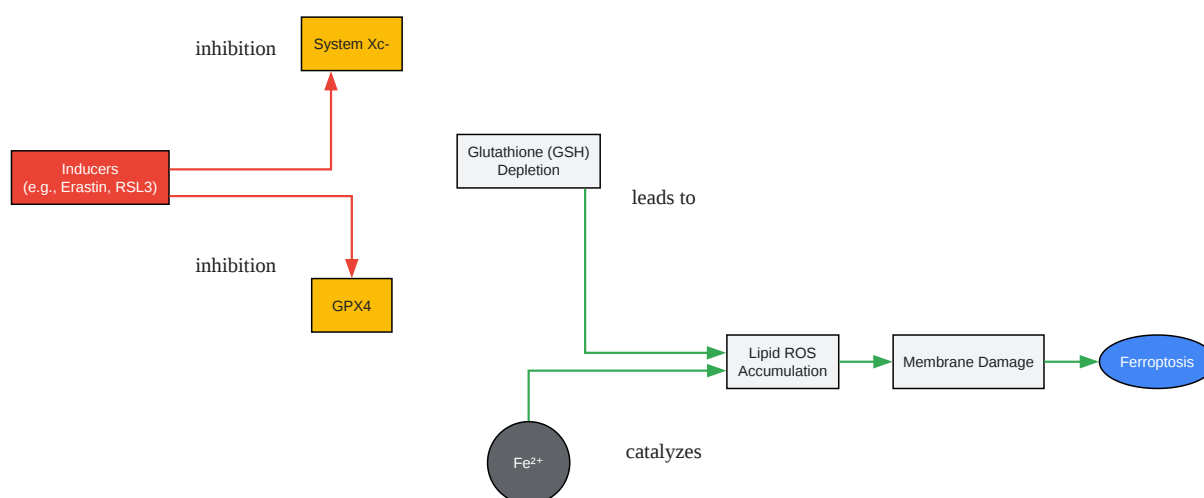 inhibition
System Xc-
Inducers
(e.g., Erastin, RSL3)
inhibition
GPX4
Glutathione (GSH)
Depletion
leads to
Lipid ROS
Accumulation
Membrane Damage
Ferroptosis
Fe²⁺
catalyzes